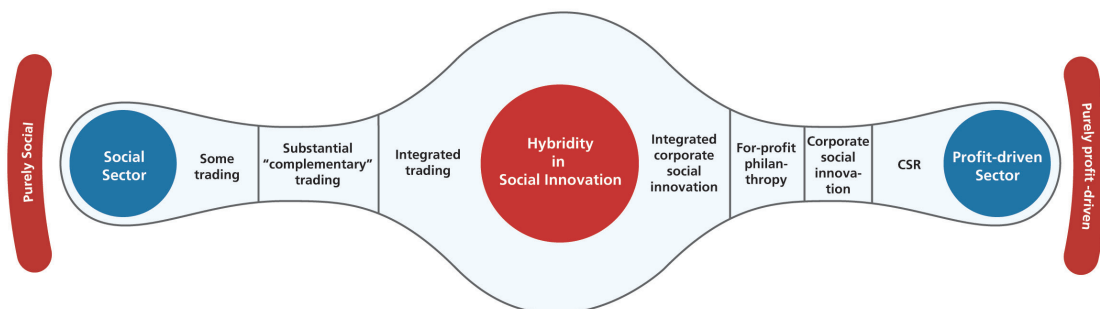 Purely Social
Social
Sector
Some
trading
Substantial
“complementary”
trading
Integrated
trading
Hybridity
in
Social Innovation
Integrated
corporate
social
innovation
For-profit
philan-
thropy
Corporate
social
innova-
tion
CSR
Profit-driven
Sector
Purely profit -driven